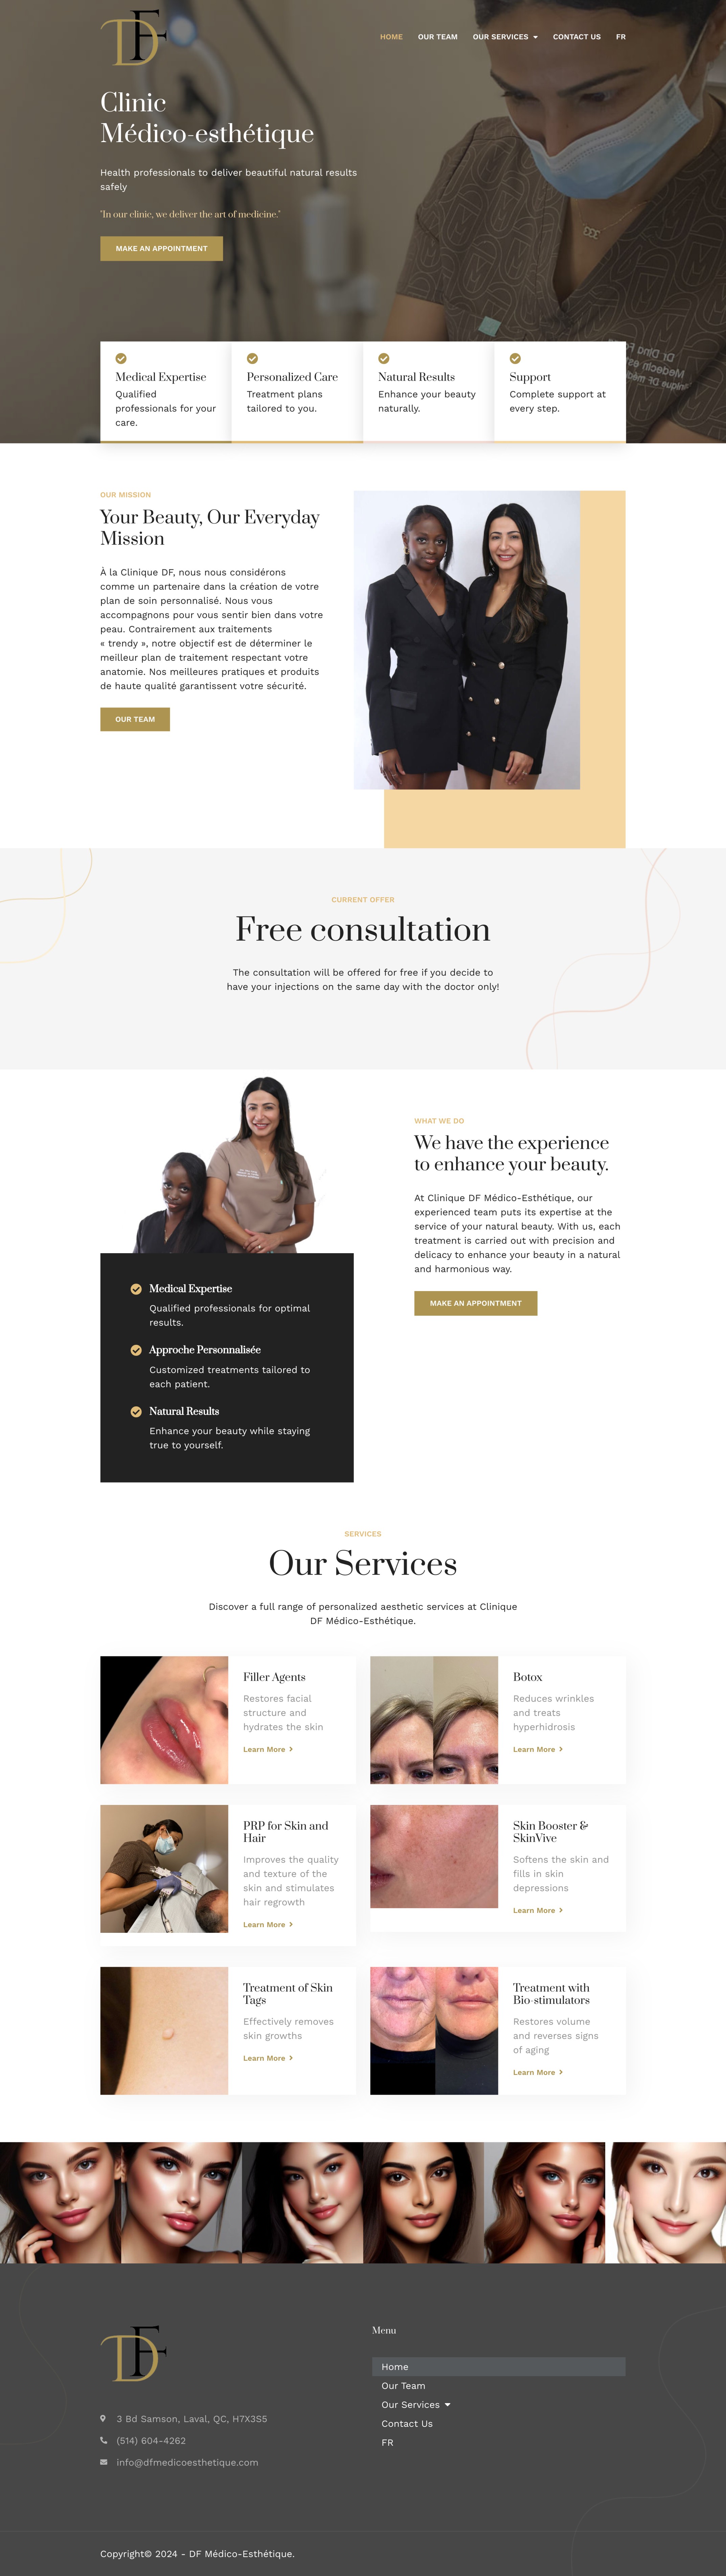 DF
HOME
OUR TEAM
OUR SERVICES
CONTACT US
FR
Clinic
Médico-esthétique
Health professionals to deliver beautiful natural results
safely
"In our clinic, we deliver the art of medicine."
MAKE AN APPOINTMENT
Medical Expertise
Qualified
professionals for your
care.
Personalized Care
Treatment plans
tailored to you.
Natural Results
Enhance your beauty
naturally.
Support
Complete support at
every step.
OUR MISSION
Your Beauty, Our Everyday
Mission
À la Clinique DF, nous nous considérons
comme un partenaire dans la création de votre
plan de soin personnalisé. Nous vous
accompagnons pour vous sentir bien dans votre
peau. Contrairement aux traitements
« trendy », notre objectif est de déterminer le
meilleur plan de traitement respectant votre
anatomie. Nos meilleures pratiques et produits
de haute qualité garantissent votre sécurité.
OUR TEAM
CURRENT OFFER
Free consultation
The consultation will be offered for free if you decide to
have your injections on the same day with the doctor only!
WHAT WE DO
We have the experience
to enhance your beauty.
At Clinique DF Médico-Esthétique, our
experienced team puts its expertise at the
service of your natural beauty. With us, each
treatment is carried out with precision and
delicacy to enhance your beauty in a natural
and harmonious way.
MAKE AN APPOINTMENT
Medical Expertise
Qualified professionals for optimal
results.
Approche Personnalisée
Customized treatments tailored to
each patient.
Natural Results
Enhance your beauty while staying
true to yourself.
SERVICES
Our Services
Discover a full range of personalized aesthetic services at Clinique
DF Médico-Esthétique.
Filler Agents
Restores facial
structure and
hydrates the skin
Learn More
Botox
Reduces wrinkles
and treats
hyperhidrosis
Learn More
PRP for Skin and
Hair
Improves the quality
and texture of the
skin and stimulates
hair regrowth
Learn More
Skin Booster &
SkinVive
Softens the skin and
fills in skin
depressions
Learn More
Treatment of Skin
Tags
Effectively removes
skin growths
Learn More
Treatment with
Bio-stimulators
Restores volume
and reverses signs
of aging
Learn More
DF
3 Bd Samson, Laval, QC, H7X3S5
(514) 604-4262
info@dfmedicoesthetique.com
Menu
Home
Our Team
Our Services
Contact Us
FR
Copyright© 2024 - DF Médico-Esthétique.